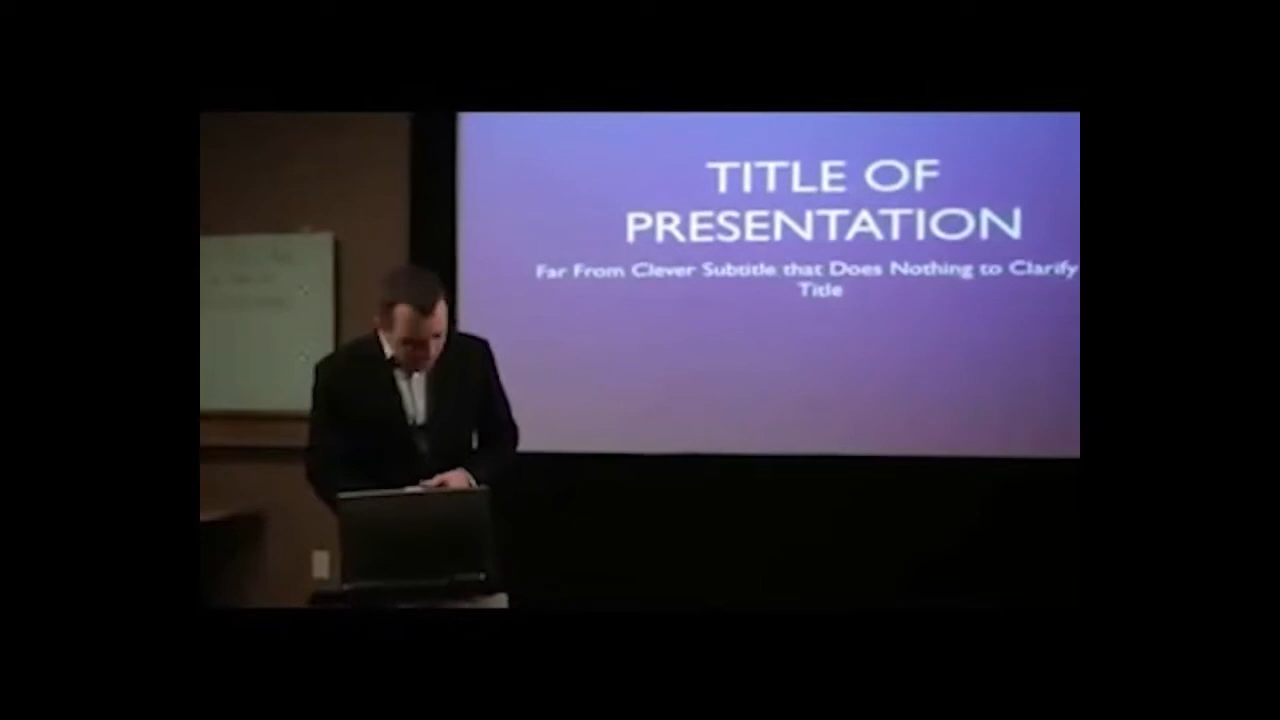 TITLE OF
PRESENTATION
Far From Clever Subtitle that Does Nothing to Clarify
Title